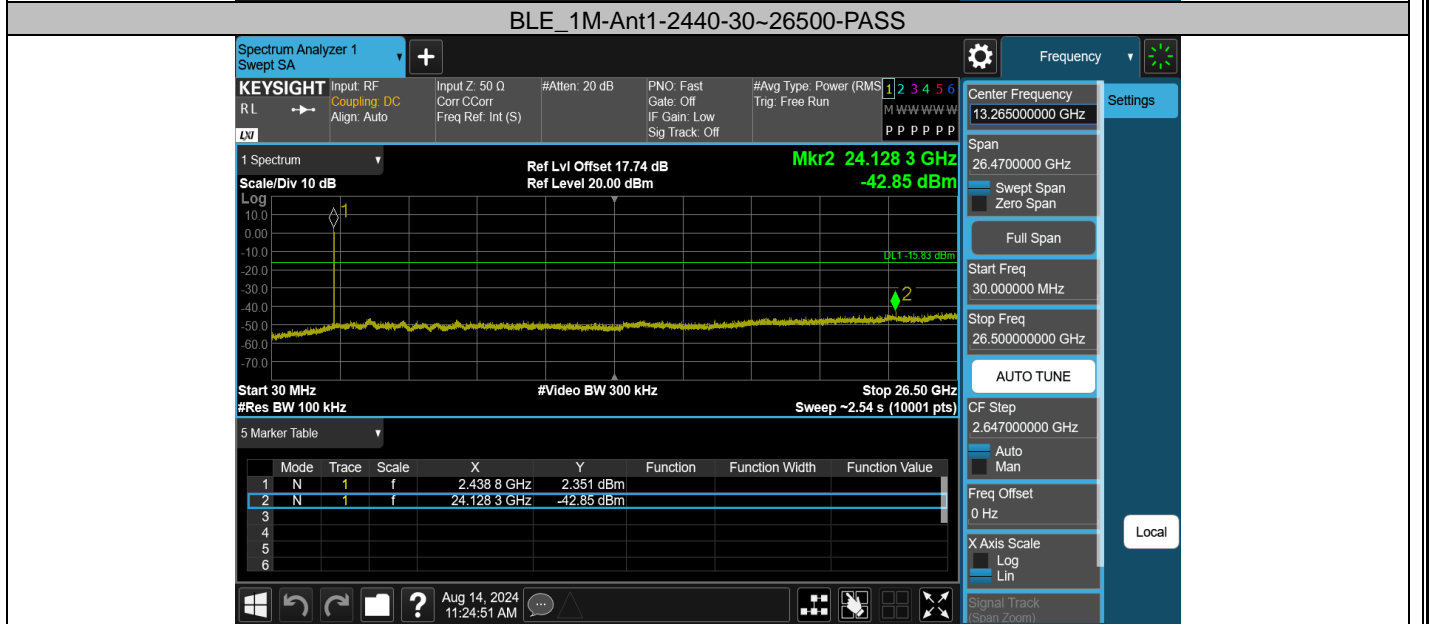 BLE_1M-Ant1-2440-30~26500-PASS
Spectrum Analyzer 1
Swept SA
+
Frequency
KEYSIGHT
RL
LXI
Input: RF
Coupling: DC
Align: Auto
Input Z: 50 Ω
Corr CCorr
Freq Ref: Int (S)
#Atten: 20 dB
PNO: Fast
Gate: Off
IF Gain: Low
Sig Track: Off
#Avg Type: Power (RMS
Trig: Free Run
1 2 3 4 5 6
M W W W W W
P P P P P P
1 Spectrum
Scale/Div 10 dB
Ref Lvl Offset 17.74 dB
Ref Level 20.00 dBm
Mkr2 24.128 3 GHz
-42.85 dBm
Log
10.0
0.00
-10.0
-20.0
-30.0
-40.0
-50.0
-60.0
-70.0
1
DL1 -15.83 dBm
2
Start 30 MHz
#Res BW 100 kHz
#Video BW 300 kHz
Stop 26.50 GHz
Sweep ~2.54 s (10001 pts)
5 Marker Table
Mode Trace Scale X Y Function Function Width Function Value
1 N 1 f 2.438 8 GHz 2.351 dBm
2 N 1 f 24.128 3 GHz -42.85 dBm
3
4
5
6
Aug 14, 2024
11:24:51 AM
?
Center Frequency
13.265000000 GHz
Settings
Span
26.4700000 GHz
Swept Span
Zero Span
Full Span
Start Freq
30.000000 MHz
Stop Freq
26.500000000 GHz
AUTO TUNE
CF Step
2.647000000 GHz
Auto
Man
Freq Offset
0 Hz
X Axis Scale
Log
Lin
Signal Track
(Span Zoom)
Local